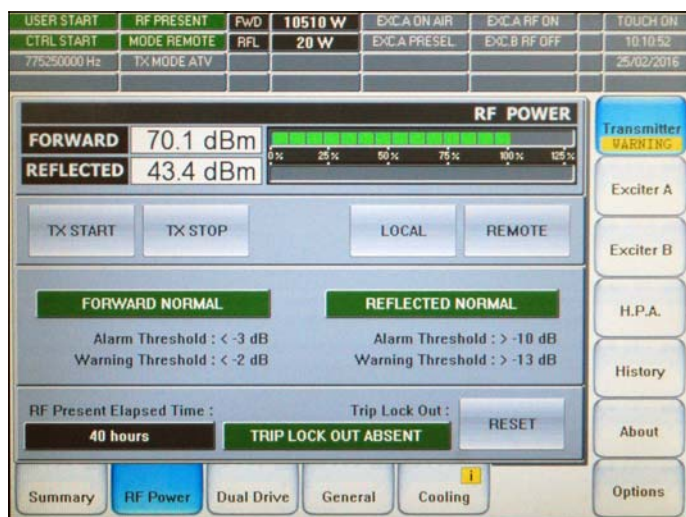 USER START RF PRESENT FWD 10510 W EXC.A ON AIR EXC.A RF ON TOUCH ON
CTRL START MODE REMOTE RFL 20 W EXC.A PRESEL. EXC.B RF OFF 10:10:52
775250000 Hz TX MODE ATV 25/02/2016
RF POWER
FORWARD 70.1 dBm
0% 25% 50% 75% 100% 125%
REFLECTED 43.4 dBm
Transmitter
WARNING
Exciter A
TX START TX STOP LOCAL REMOTE
Exciter B
FORWARD NORMAL REFLECTED NORMAL
H.P.A.
Alarm Threshold : < -3 dB Alarm Threshold : > -10 dB
Warning Threshold : < -2 dB Warning Threshold : > -13 dB
History
RF Present Elapsed Time : Trip Lock Out :
40 hours TRIP LOCK OUT ABSENT RESET
About
Summary RF Power Dual Drive General Cooling i
Options